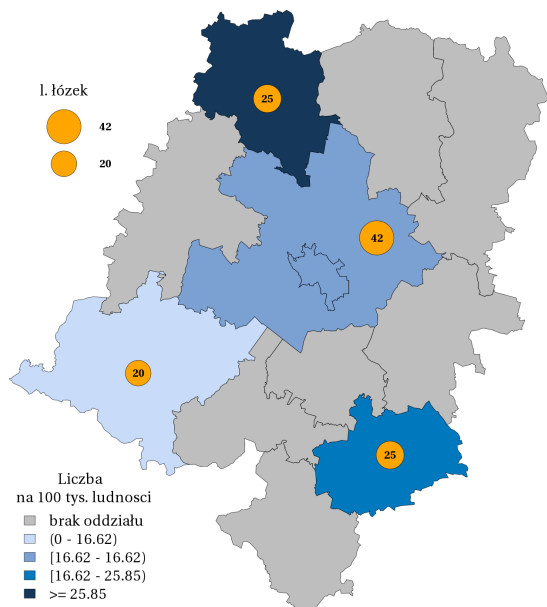 25
l. łózek
42
20
42
20
25
Liczba
na 100 tys. ludnosci
brak oddziału
(0 - 16.62)
[16.62 - 16.62)
[16.62 - 25.85)
>= 25.85